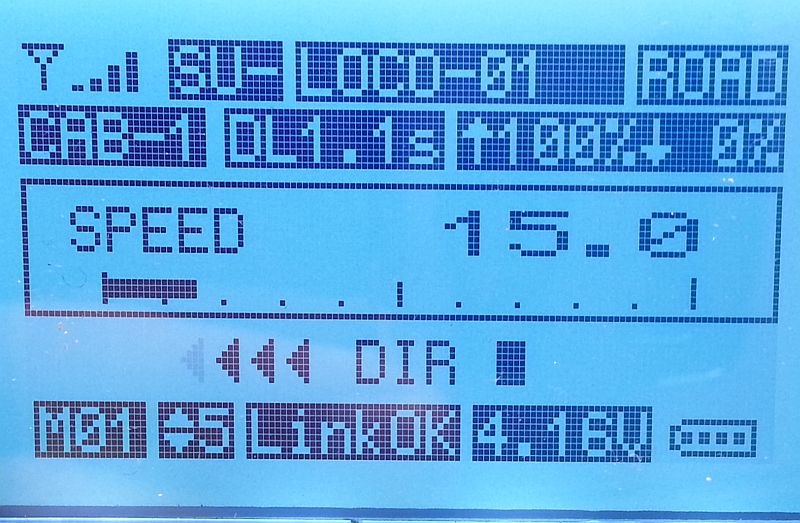 SU- LOCO-01 ROAD
CAB-1 DL1.1s ↑100%↓ 0%
SPEED 15.0
DIR
M01 S LinkOK 4.16V